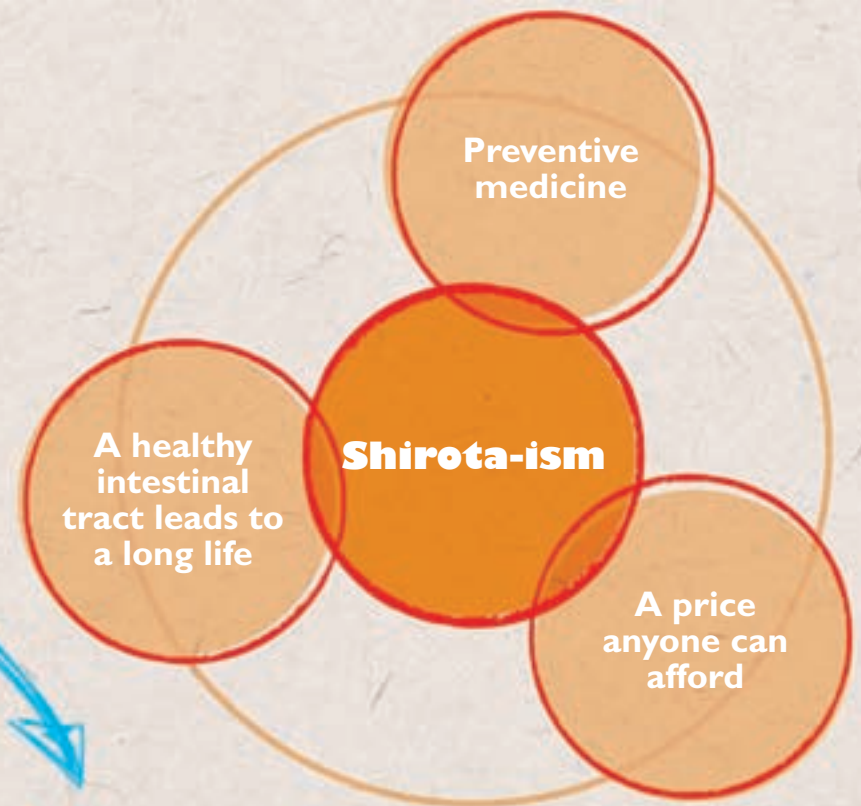 Preventive
medicine
Shirota-ism
A healthy
intestinal
tract leads to
a long life
A price
anyone can
afford